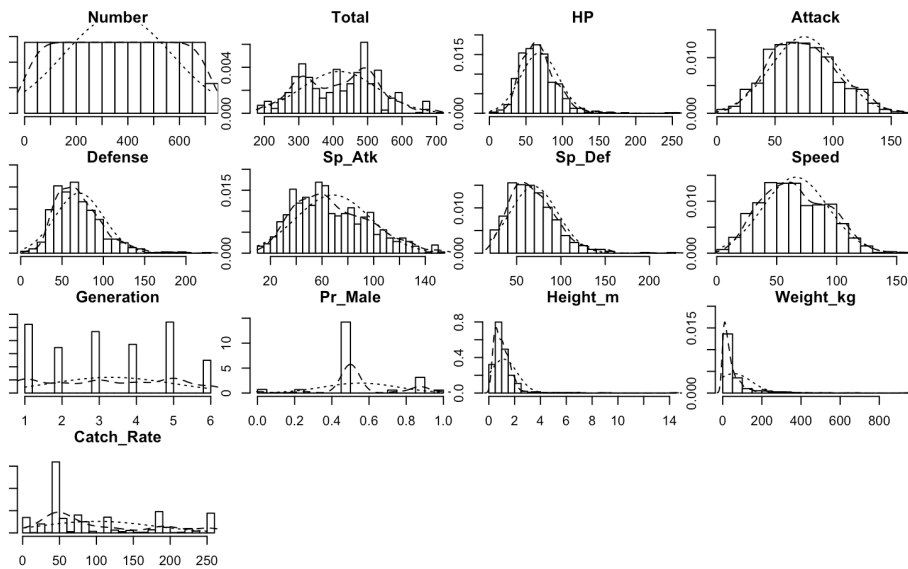 Number Total HP Attack
0.004
0.000
0.015
0.000
0.010
0.000
0 200 400 600 200 300 400 500 600 700 0 50 100 150 200 250 0 50 100 150
Defense Sp_Atk Sp_Def Speed
0.015
0.000
0.010
0.000
0.010
0.000
0 50 100 150 200 20 60 100 140 50 100 150 200 0 50 100 150
Generation Pr_Male Height_m Weight_kg
10
5
0
0.8
0.4
0.0
0.015
0.000
1 2 3 4 5 6 0.0 0.2 0.4 0.6 0.8 1.0 0 2 4 6 8 10 14 0 200 400 600 800
Catch_Rate
0 50 100 150 200 250